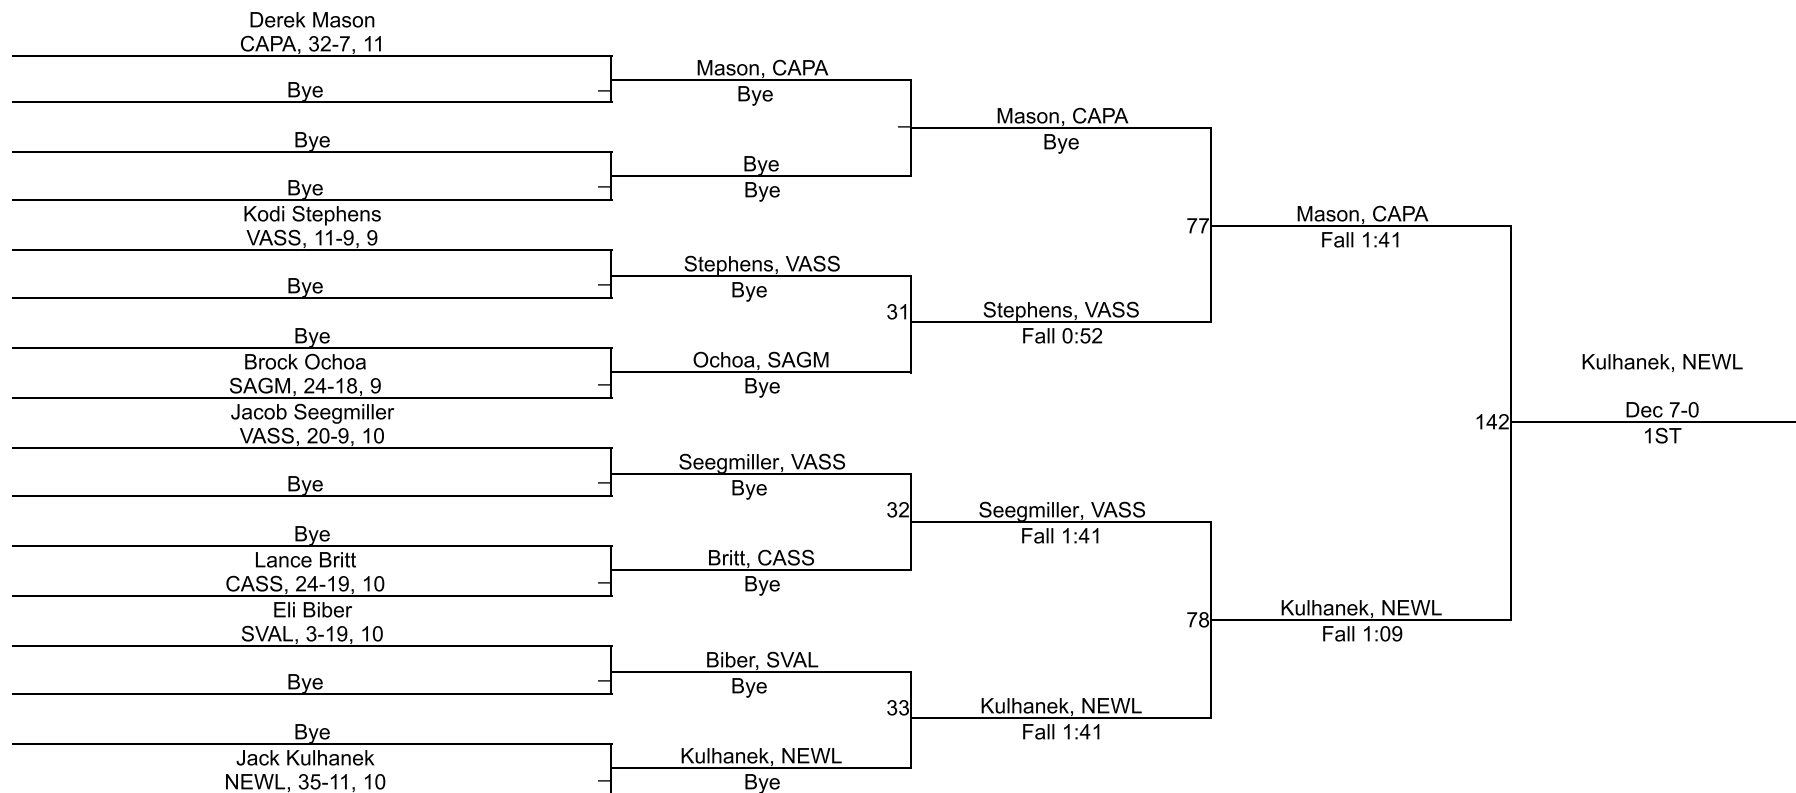 Derek Mason
CAPA, 32-7, 11
Bye
Bye
Bye
Kodi Stephens
VASS, 11-9, 9
Bye
Bye
Brock Ochoa
SAGM, 24-18, 9
Jacob Seegmiller
VASS, 20-9, 10
Bye
Bye
Lance Britt
CASS, 24-19, 10
Eli Biber
SVAL, 3-19, 10
Bye
Bye
Jack Kulhanek
NEWL, 35-11, 10
Mason, CAPA
Bye
Bye
Bye
Stephens, VASS
Bye
31
Ochoa, SAGM
Bye
Seegmiller, VASS
Bye
32
Britt, CASS
Bye
Biber, SVAL
Bye
33
Kulhanek, NEWL
Bye
Mason, CAPA
Bye
77
Stephens, VASS
Fall 0:52
Seegmiller, VASS
Fall 1:41
78
Kulhanek, NEWL
Fall 1:41
Mason, CAPA
Fall 1:41
142
Kulhanek, NEWL
Fall 1:09
Kulhanek, NEWL
Dec 7-0
1ST